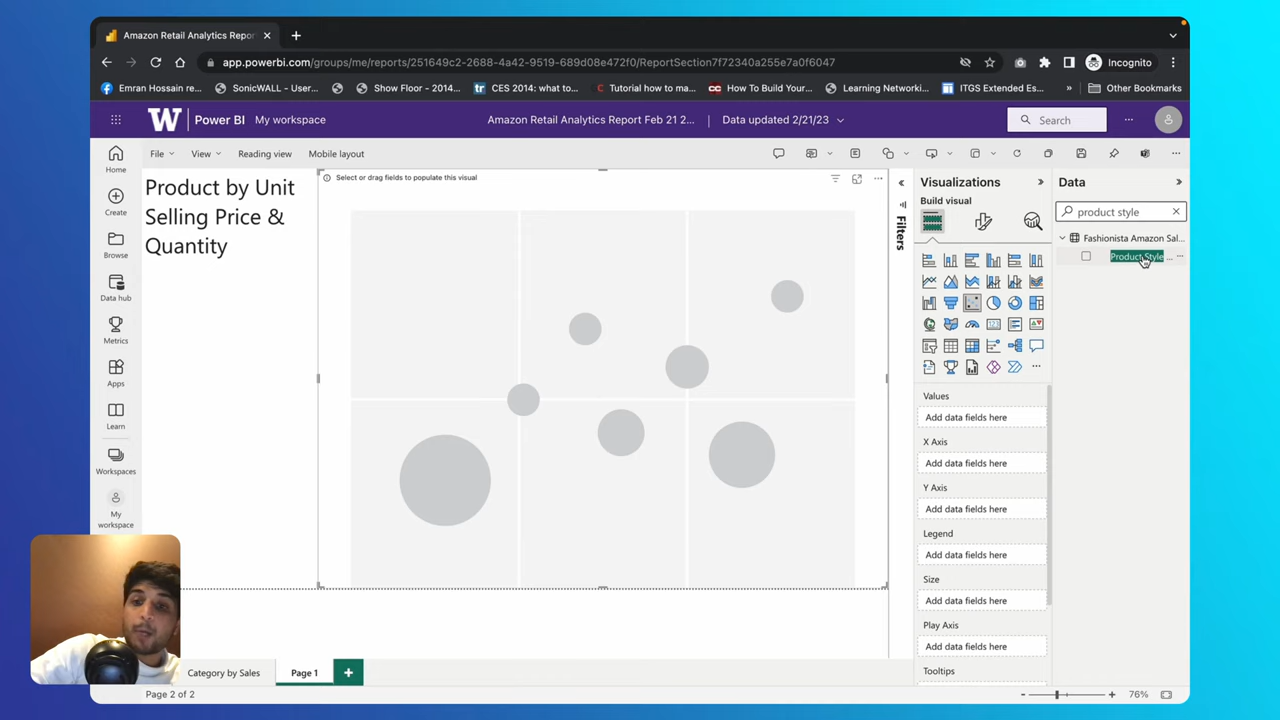 Amazon Retail Analytics Repor
app.powerbi.com/groups/me/reports/251649c2-2688-4a42-9519-689d08e472f0/ReportSection7f72340a255e7a0f6047
Incognito
Emran Hossain re...
SonicWALL - User...
Show Floor - 2014...
tr CES 2014: what to...
C Tutorial how to ma...
cc How To Build Your...
Learning Networki...
ITGS Extended Es...
»
Other Bookmarks
W Power BI My workspace
Amazon Retail Analytics Report Feb 21 2... | Data updated 2/21/23
Search
File View Reading view Mobile layout
Home
Create
Browse
Data hub
Metrics
Apps
Learn
Workspaces
My
workspace
Product by Unit
Selling Price &
Quantity
Select or drag fields to populate this visual
Filters
Visualizations
Build visual
Values
Add data fields here
X Axis
Add data fields here
Y Axis
Add data fields here
Legend
Add data fields here
Size
Add data fields here
Play Axis
Add data fields here
Tooltips
Data
product style
Fashionista Amazon Sal...
Product Style ...
Category by Sales
Page 1
Page 2 of 2
76%